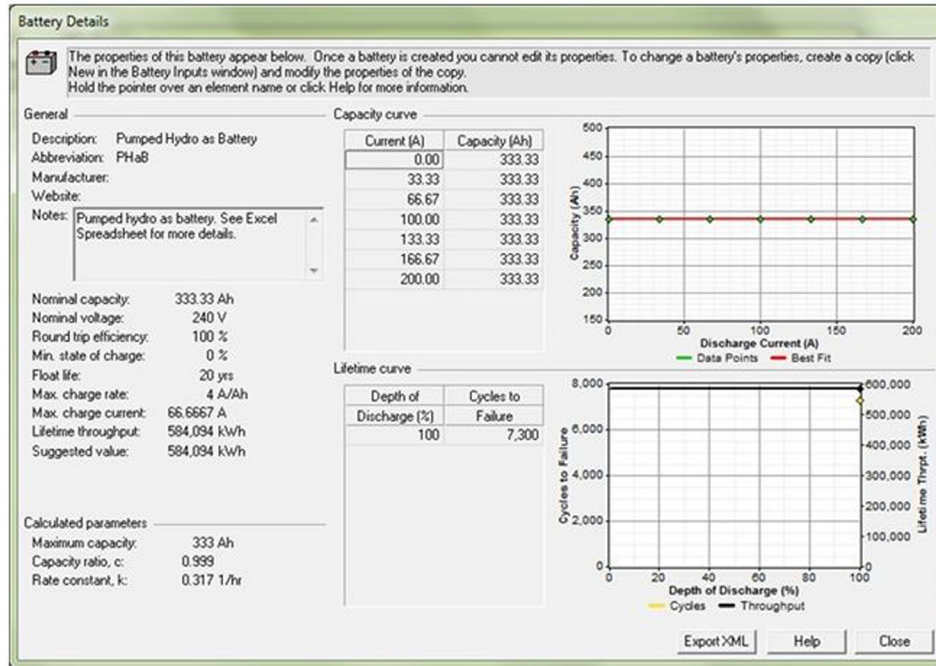 Battery Details
The properties of this battery appear below. Once a battery is created you cannot edit its properties. To change a battery's properties, create a copy (click
New in the Battery Inputs window) and modify the properties of the copy.
Hold the pointer over an element name or click Help for more information.
General
Description: Pumped Hydro as Battery
Abbreviation: PHaB
Manufacturer:
Website:
Notes: Pumped hydro as battery. See Excel
Spreadsheet for more details.
Nominal capacity: 333.33 Ah
Nominal voltage: 240 V
Round trip efficiency: 100 %
Min. state of charge: 0 %
Float life: 20 yrs
Max. charge rate: 4 A/Ah
Max. charge current: 66.6667 A
Lifetime throughput: 584,094 kWh
Suggested value: 584,094 kWh
Calculated parameters
Maximum capacity: 333 Ah
Capacity ratio, c: 0.999
Rate constant, k: 0.317 1/hr
Capacity curve
Current (A) Capacity (Ah)
0.00 333.33
33.33 333.33
66.67 333.33
100.00 333.33
133.33 333.33
166.67 333.33
200.00 333.33
Capacity (Ah)
500
450
400
350
300
250
200
150
0 50 100 150 200
Discharge Current (A)
Data Points Best Fit
Lifetime curve
Depth of Cycles to
Discharge (%) Failure
100 7,300
Cycles to Failure
8,000
6,000
4,000
2,000
0
600,000
500,000
400,000
300,000
200,000
100,000
0
Lifetime Thrpt. (kWh)
0 20 40 60 80 100
Depth of Discharge (%)
Cycles Throughput
Export XML Help Close